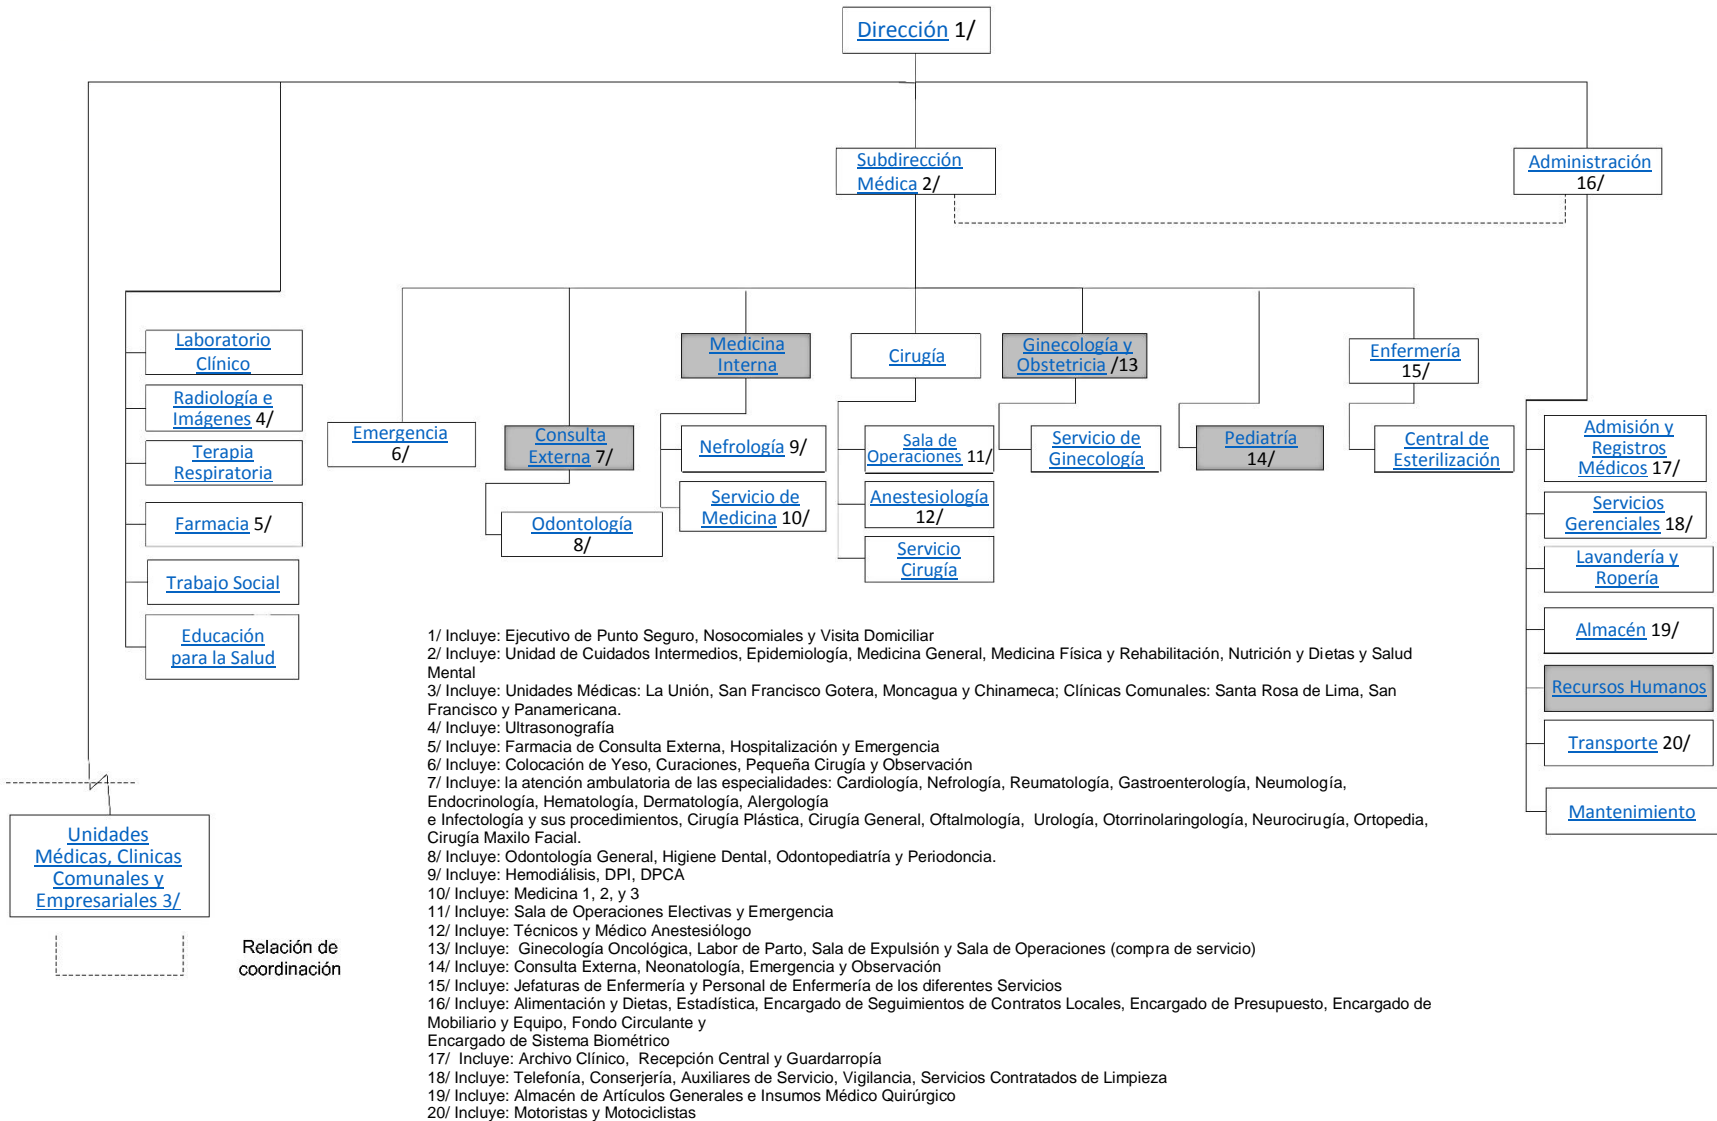 Dirección 1/
Subdirección
Médica 2/
Administración
16/
Laboratorio
Clínico
Radiología e
Imágenes 4/
Terapia
Respiratoria
Farmacia 5/
Trabajo Social
Educación
para la Salud
Unidades
Médicas, Clinicas
Comunales y
Empresariales 3/
Relación de
coordinación
Emergencia
6/
Consulta
Externa 7/
Odontología
8/
Medicina
Interna
Nefrología 9/
Servicio de
Medicina 10/
Cirugía
Sala de
Operaciones 11/
Anestesiología
12/
Servicio
Cirugía
Ginecología y
Obstetricia /13
Servicio de
Ginecología
Pediatría
14/
Enfermería
15/
Central de
Esterilización
Admisión y
Registros
Médicos 17/
Servicios
Gerenciales 18/
Lavandería y
Ropería
Almacén 19/
Recursos Humanos
Transporte 20/
Mantenimiento
1/ Incluye: Ejecutivo de Punto Seguro, Nosocomiales y Visita Domiciliar
2/ Incluye: Unidad de Cuidados Intermedios, Epidemiología, Medicina General, Medicina Física y Rehabilitación, Nutrición y Dietas y Salud
Mental
3/ Incluye: Unidades Médicas: La Unión, San Francisco Gotera, Moncagua y Chinameca; Clínicas Comunales: Santa Rosa de Lima, San
Francisco y Panamericana.
4/ Incluye: Ultrasonografía
5/ Incluye: Farmacia de Consulta Externa, Hospitalización y Emergencia
6/ Incluye: Colocación de Yeso, Curaciones, Pequeña Cirugía y Observación
7/ Incluye: la atención ambulatoria de las especialidades: Cardiología, Nefrología, Reumatología, Gastroenterología, Neumología,
Endocrinología, Hematología, Dermatología, Alergología
e Infectología y sus procedimientos, Cirugía Plástica, Cirugía General, Oftalmología, Urología, Otorrinolaringología, Neurocirugía, Ortopedia,
Cirugía Maxilo Facial.
8/ Incluye: Odontología General, Higiene Dental, Odontopediatría y Periodoncia.
9/ Incluye: Hemodiálisis, DPI, DPCA
10/ Incluye: Medicina 1, 2, y 3
11/ Incluye: Sala de Operaciones Electivas y Emergencia
12/ Incluye: Técnicos y Médico Anestesiólogo
13/ Incluye: Ginecología Oncológica, Labor de Parto, Sala de Expulsión y Sala de Operaciones (compra de servicio)
14/ Incluye: Consulta Externa, Neonatología, Emergencia y Observación
15/ Incluye: Jefaturas de Enfermería y Personal de Enfermería de los diferentes Servicios
16/ Incluye: Alimentación y Dietas, Estadística, Encargado de Seguimientos de Contratos Locales, Encargado de Presupuesto, Encargado de
Mobiliario y Equipo, Fondo Circulante y
Encargado de Sistema Biométrico
17/ Incluye: Archivo Clínico, Recepción Central y Guardarropía
18/ Incluye: Telefonía, Conserjería, Auxiliares de Servicio, Vigilancia, Servicios Contratados de Limpieza
19/ Incluye: Almacén de Artículos Generales e Insumos Médico Quirúrgico
20/ Incluye: Motoristas y Motociclistas